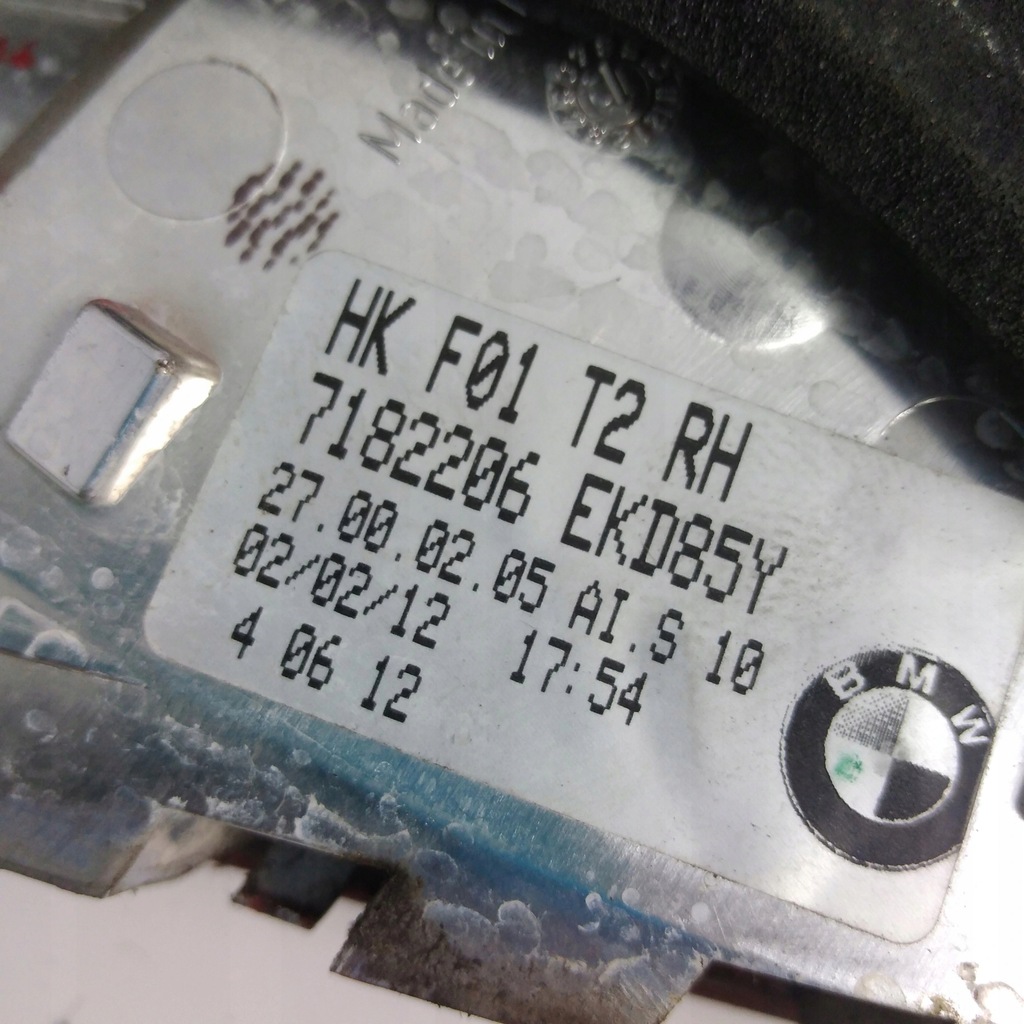 Made in
HK F01 T2 RH
7182206 EKD85Y
27.00.02.05 AI.S 10
02/02/12 17:54
4 06 12
BMW